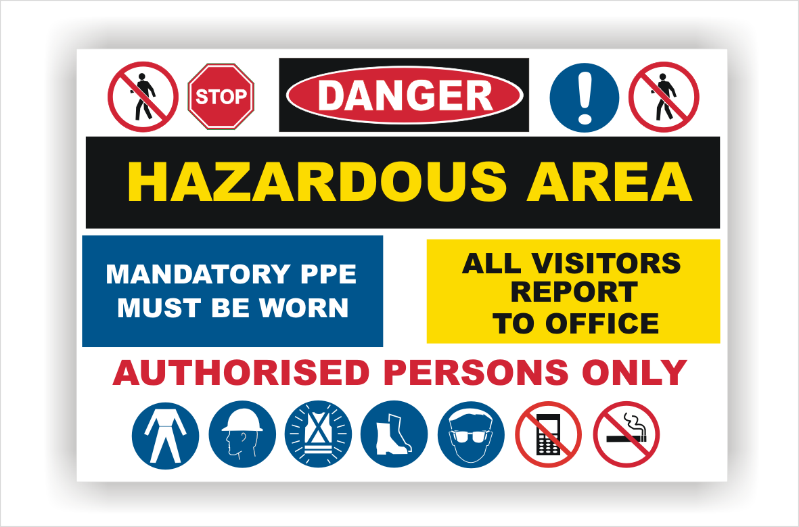 STOP
DANGER
HAZARDOUS AREA
MANDATORY PPE
MUST BE WORN
ALL VISITORS
REPORT
TO OFFICE
AUTHORISED PERSONS ONLY